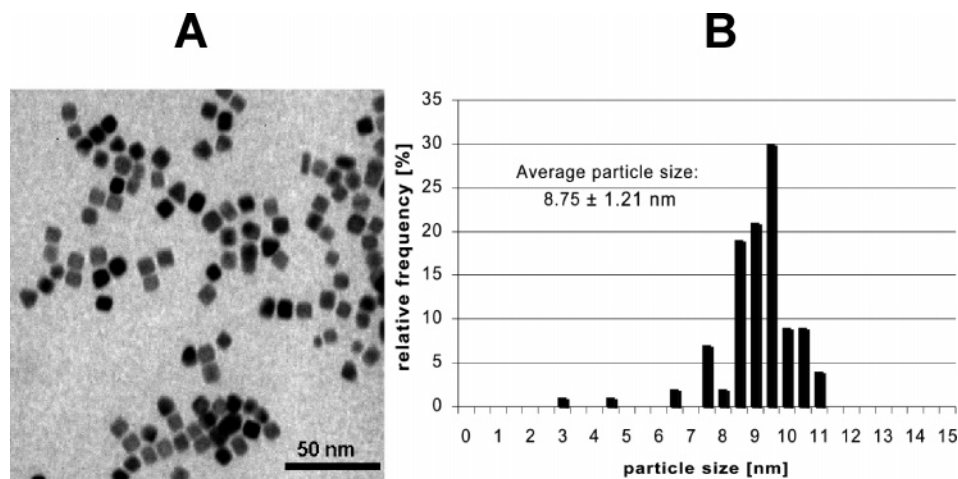 A
B
50 nm
relative frequency [%]
35
30
25
20
15
10
5
0
Average particle size:
8.75 ± 1.21 nm
0 1 2 3 4 5 6 7 8 9 10 11 12 13 14 15
particle size [nm]